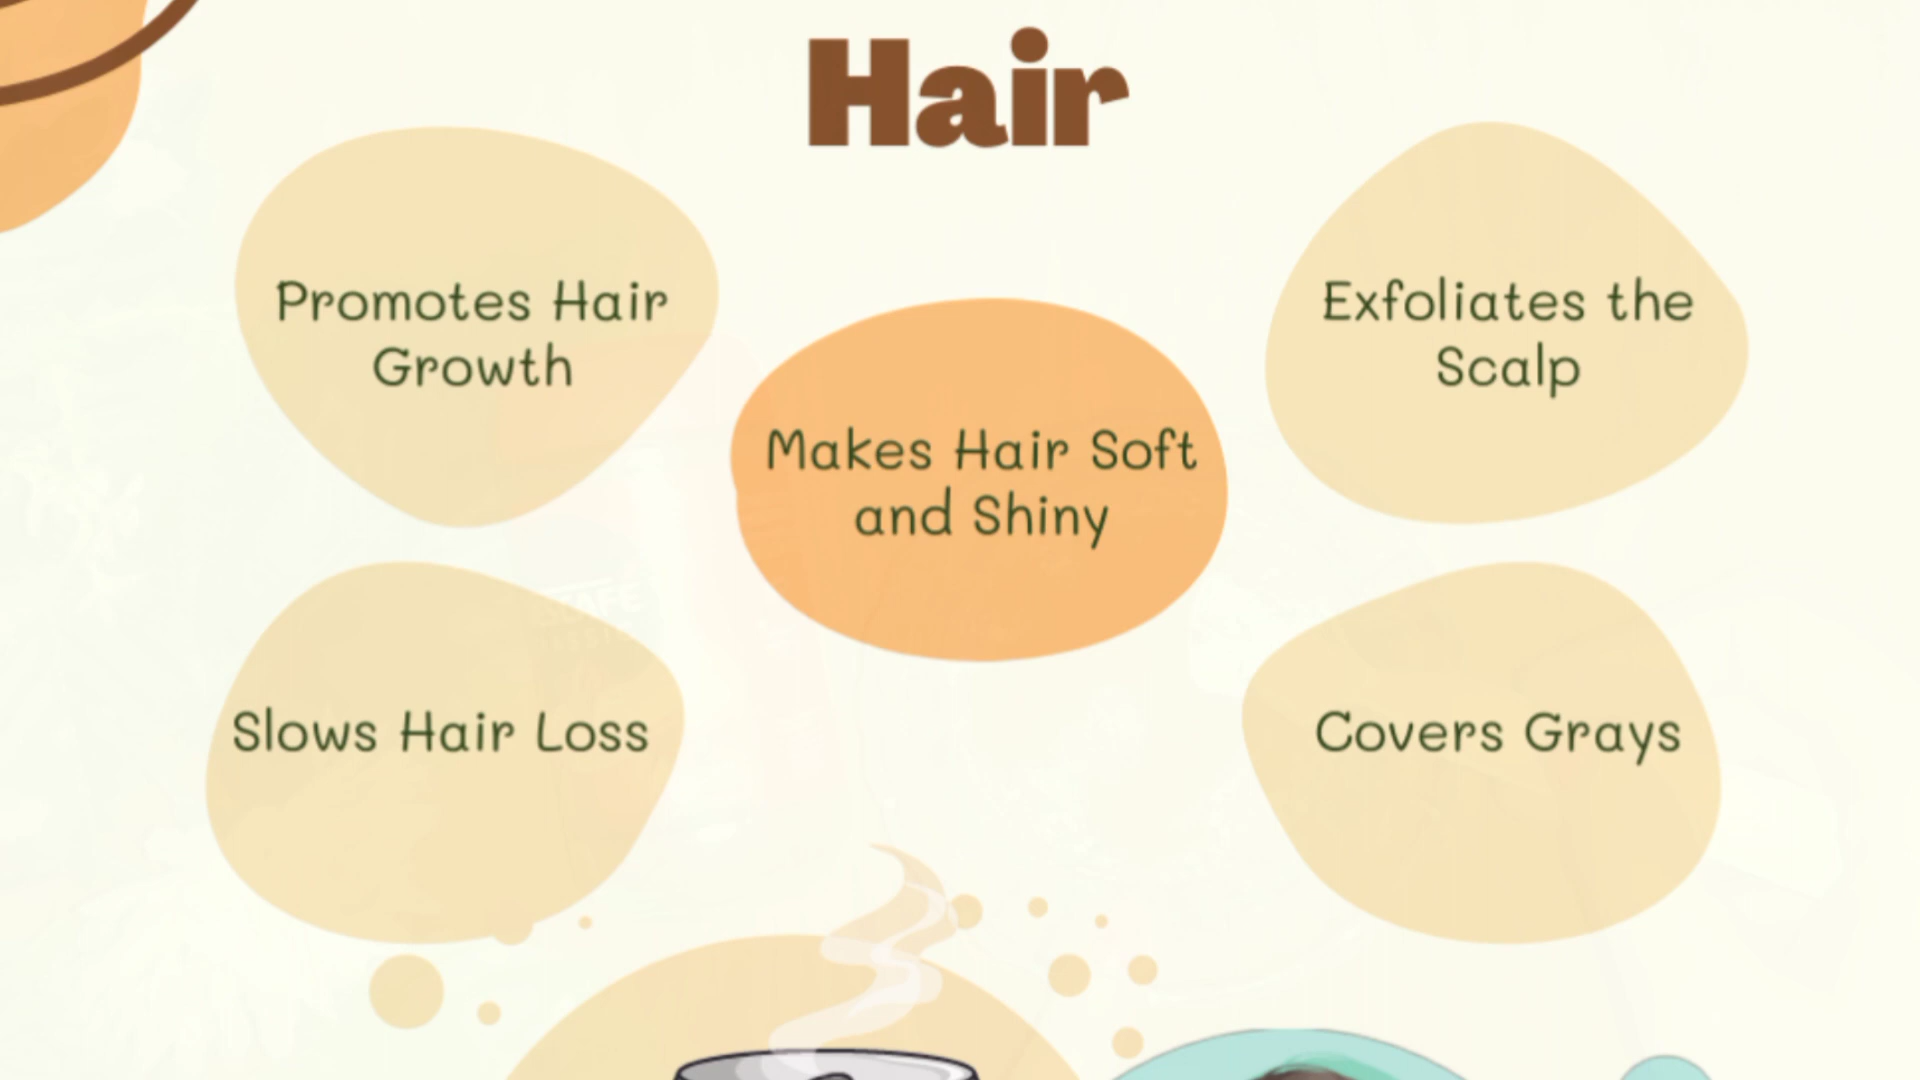 Hair
Promotes Hair
Growth
Exfoliates the
Scalp
Makes Hair Soft
and Shiny
Slows Hair Loss
Covers Grays